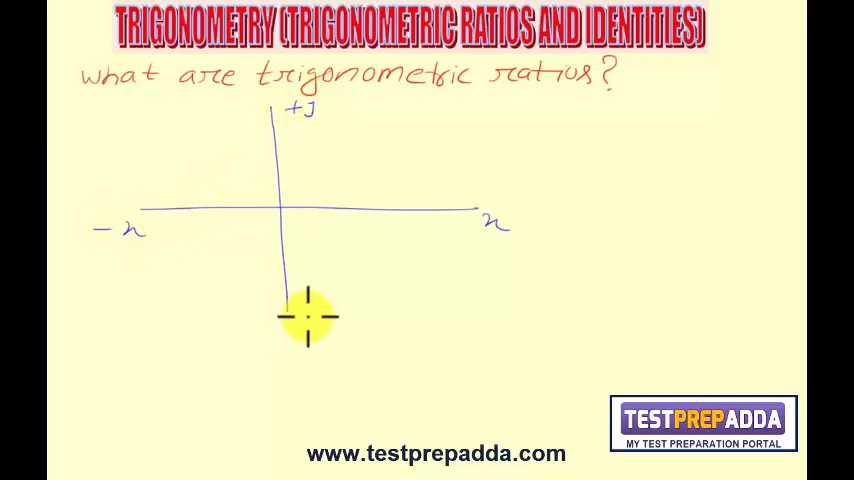 TRIGONOMETRY (TRIGONOMETRIC RATIOS AND IDENTITIES)
what are trigonometric ratios?
+y
-x
x
TESTPREPADDA
MY TEST PREPARATION PORTAL
www.testprepadda.com